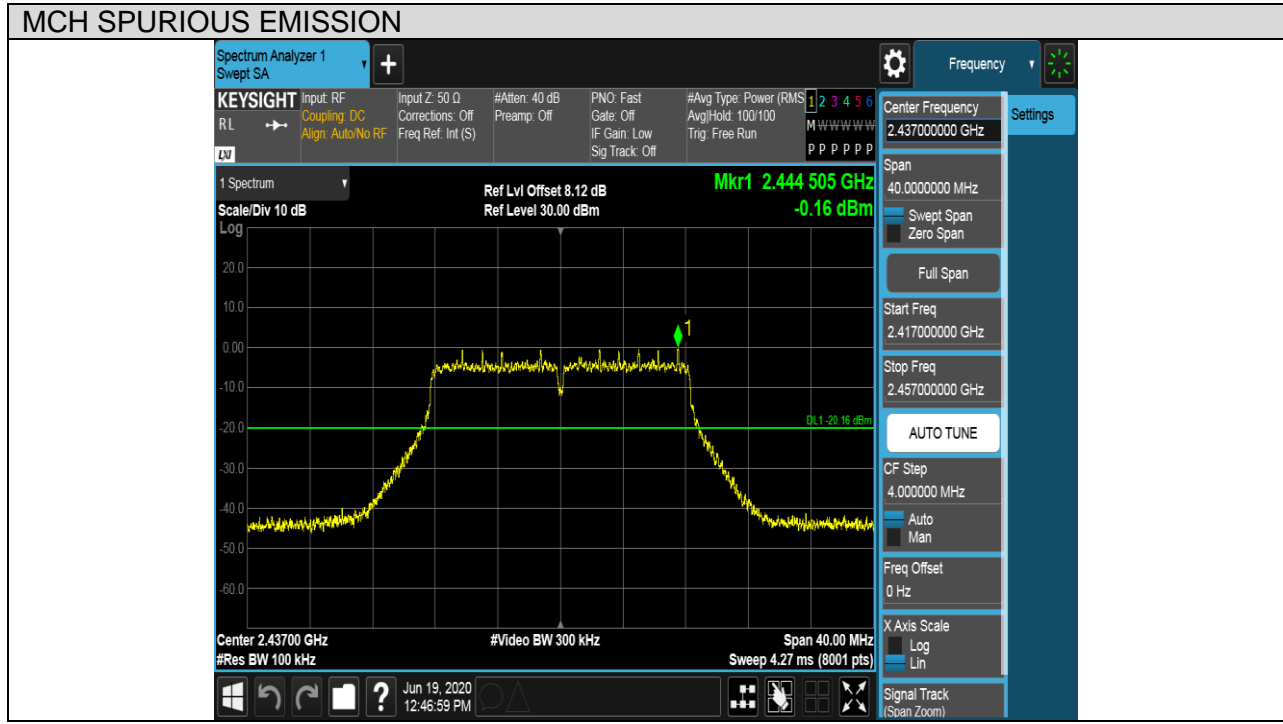 MCH SPURIOUS EMISSION
Spectrum Analyzer 1
Swept SA
+
Frequency
KEYSIGHT
RL
LXI
Input: RF
Coupling: DC
Align: Auto/No RF
Input Z: 50 Ω
Corrections: Off
Freq Ref: Int (S)
#Atten: 40 dB
Preamp: Off
PNO: Fast
Gate: Off
IF Gain: Low
Sig Track: Off
#Avg Type: Power (RMS
Avg|Hold: 100/100
Trig: Free Run
1 2 3 4 5 6
M W W W W W
P P P P P P
1 Spectrum
Scale/Div 10 dB
Ref Lvl Offset 8.12 dB
Ref Level 30.00 dBm
Mkr1 2.444 505 GHz
-0.16 dBm
Log
20.0
10.0
0.00
-10.0
-20.0
-30.0
-40.0
-50.0
-60.0
1
DL1 -20.16 dBm
Center 2.43700 GHz
#Res BW 100 kHz
#Video BW 300 kHz
Span 40.00 MHz
Sweep 4.27 ms (8001 pts)
Center Frequency
2.437000000 GHz
Settings
Span
40.0000000 MHz
Swept Span
Zero Span
Full Span
Start Freq
2.417000000 GHz
Stop Freq
2.457000000 GHz
AUTO TUNE
CF Step
4.000000 MHz
Auto
Man
Freq Offset
0 Hz
X Axis Scale
Log
Lin
Signal Track
(Span Zoom)
?
Jun 19, 2020
12:46:59 PM